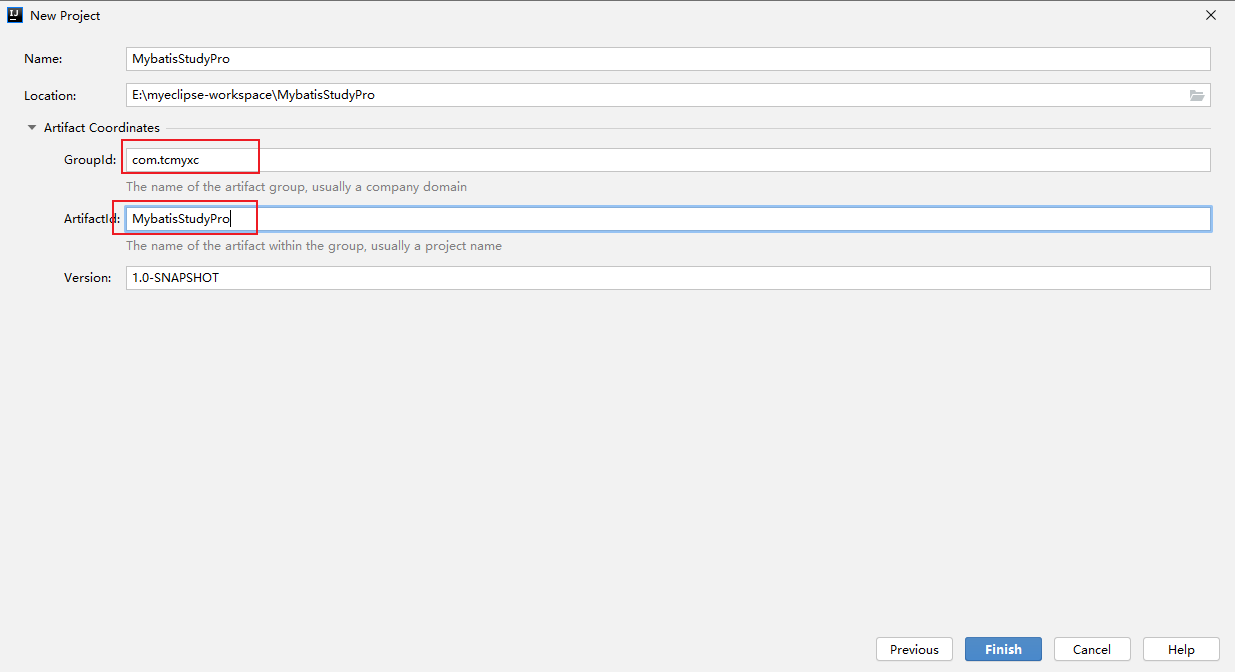 New Project
Name: MybatisStudyPro
Location: E:\myeclipse-workspace\MybatisStudyPro
Artifact Coordinates
GroupId: com.tcmyxc
The name of the artifact group, usually a company domain
ArtifactId: MybatisStudyPro
The name of the artifact within the group, usually a project name
Version: 1.0-SNAPSHOT
Previous Finish Cancel Help